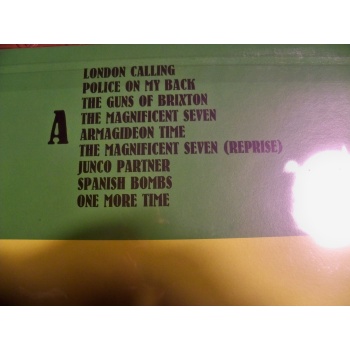 LONDON CALLING
POLICE ON MY BACK
THE GUNS OF BRIXTON
A THE MAGNIFICENT SEVEN
ARMAGIDEON TIME
THE MAGNIFICENT SEVEN (REPRISE)
JUNCO PARTNER
SPANISH BOMBS
ONE MORE TIME